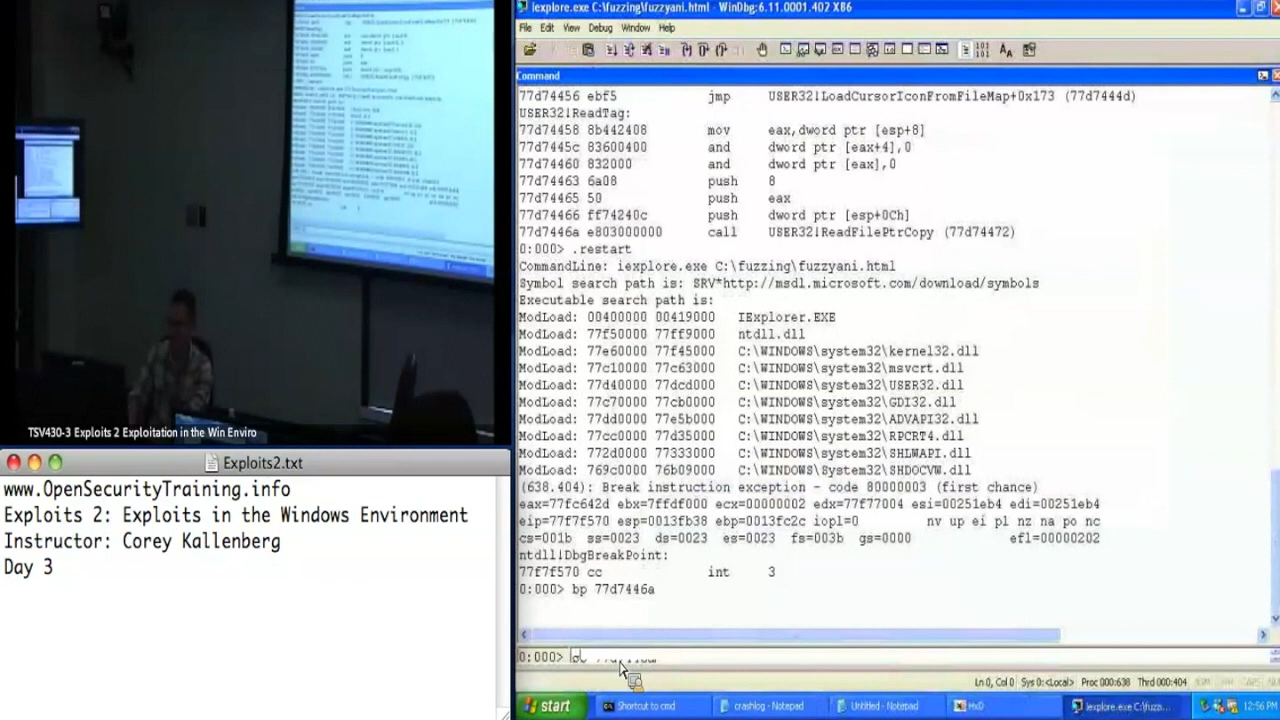 TSV430-3 Exploits 2 Exploitation in the Win Enviro
Exploits2.txt
www.OpenSecurityTraining.info
Exploits 2: Exploits in the Windows Environment
Instructor: Corey Kallenberg
Day 3
iexplore.exe C:\fuzzing\fuzzyani.html - WinDbg:6.11.0001.402 X86
File Edit View Debug Window Help
Command
77d74456 ebf5 jmp
USER32!ReadTag:
77d74458 8b442408 mov eax,dword ptr [esp+8]
77d7445c 83600400 and dword ptr [eax+4],0
77d74460 832000 and dword ptr [eax],0
77d74463 6a08 push 8
77d74465 50 push eax
77d74466 ff74240c push dword ptr [esp+0Ch]
77d7446a e803000000 call USER32!ReadFilePtrCopy (77d74472)
0:000> .restart
CommandLine: iexplore.exe C:\fuzzing\fuzzyani.html
Symbol search path is: SRV*http://msdl.microsoft.com/download/symbols
Executable search path is:
ModLoad: 00400000 00419000 IExplorer.EXE
ModLoad: 77f50000 77ff9000 ntdll.dll
ModLoad: 77e60000 77f45000 C:\WINDOWS\system32\kernel32.dll
ModLoad: 77c10000 77c63000 C:\WINDOWS\system32\msvcrt.dll
ModLoad: 77d40000 77dcd000 C:\WINDOWS\system32\USER32.dll
ModLoad: 77c70000 77cb0000 C:\WINDOWS\system32\GDI32.dll
ModLoad: 77dd0000 77e5b000 C:\WINDOWS\system32\ADVAPI32.dll
ModLoad: 77cc0000 77d35000 C:\WINDOWS\system32\RPCRT4.dll
ModLoad: 772d0000 77333000 C:\WINDOWS\system32\SHLWAPI.dll
ModLoad: 769c0000 76b09000 C:\WINDOWS\system32\SHDOCVW.dll
(638.404): Break instruction exception - code 80000003 (first chance)
eax=77fc642d ebx=7ffdf000 ecx=00000002 edx=77f77004 esi=00251eb4 edi=00251eb4
eip=77f7f570 esp=0013fb38 ebp=0013fc2c iopl=0 nv up ei pl nz na po nc
cs=001b ss=0023 ds=0023 es=0023 fs=003b gs=0000 efl=00000202
ntdll!DbgBreakPoint:
77f7f570 cc int 3
0:000> bp 77d7446a
0:000>
Ln 0, Col 0 Sys 0:<Local> Proc 000:638 Thrd 000:404
start Shortcut to cmd crashlog - Notepad Untitled - Notepad HxD iexplore.exe C:\fuzz... 12:56 PM